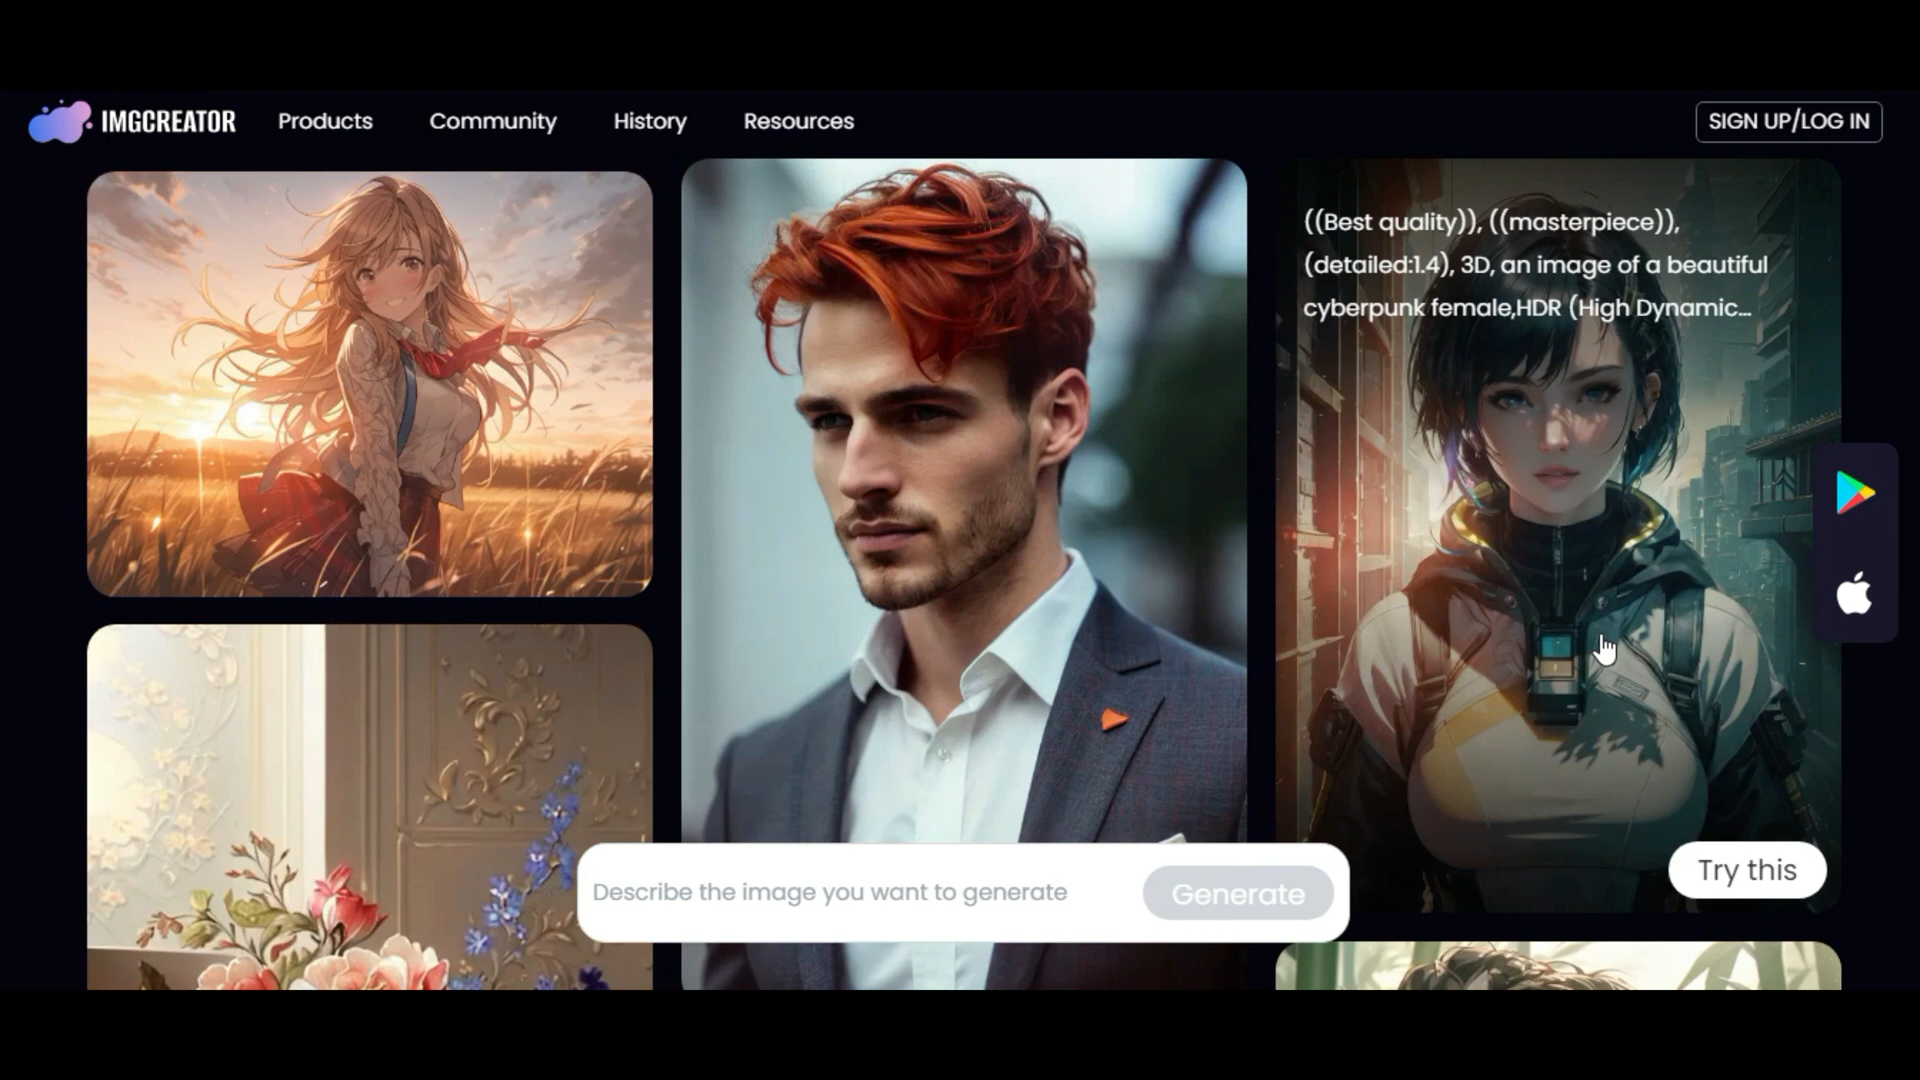 IMGCREATOR
Products
Community
History
Resources
SIGN UP/LOG IN
((Best quality)), ((masterpiece)),
(detailed:1.4), 3D, an image of a beautiful
cyberpunk female,HDR (High Dynamic...
Try this
Describe the image you want to generate
Generate